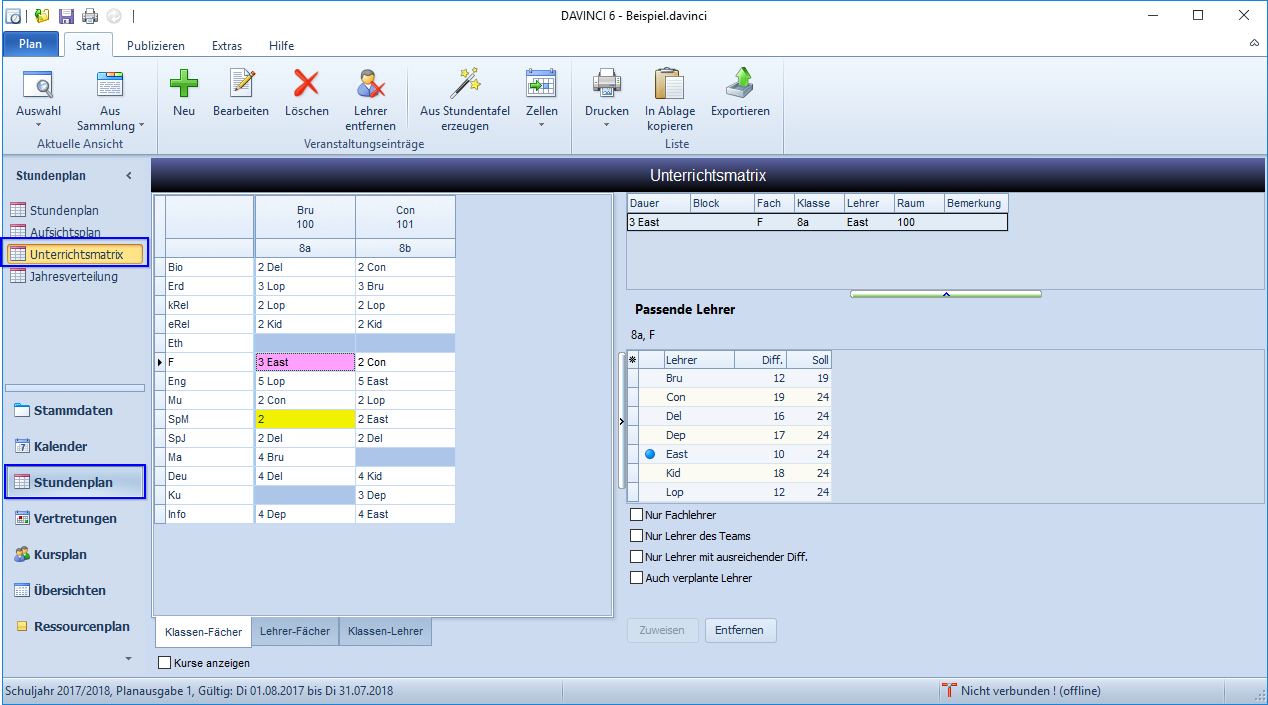 DAVINCI 6 - Beispiel.davinci
Plan Start Publizieren Extras Hilfe
Auswahl
Aus Sammlung
Aktuelle Ansicht
Neu
Bearbeiten
Löschen
Lehrer entfernen
Aus Stundentafel erzeugen
Zellen
Veranstaltungseinträge
Drucken
In Ablage kopieren
Exportieren
Liste
Stundenplan
Stundenplan
Aufsichtsplan
Unterrichtsmatrix
Jahresverteilung
Stammdaten
Kalender
Stundenplan
Vertretungen
Kursplan
Übersichten
Ressourcenplan
Unterrichtsmatrix
Bru Con
100 101
8a 8b
Bio 2 Del 2 Con
Erd 3 Lop 3 Bru
kRel 2 Lop 2 Lop
eRel 2 Kid 2 Kid
Eth
F 3 East 2 Con
Eng 5 Lop 5 East
Mu 2 Con 2 Lop
SpM 2 2 East
SpJ 2 Del 2 Del
Ma 4 Bru
Deu 4 Del 4 Kid
Ku 3 Dep
Info 4 Dep 4 East
Klassen-Fächer Lehrer-Fächer Klassen-Lehrer
Kurse anzeigen
Dauer Block Fach Klasse Lehrer Raum Bemerkung
3 East F 8a East 100
Passende Lehrer
8a, F
Lehrer Diff. Soll
Bru 12 19
Con 19 24
Del 16 24
Dep 17 24
East 10 24
Kid 18 24
Lop 12 24
Nur Fachlehrer
Nur Lehrer des Teams
Nur Lehrer mit ausreichender Diff.
Auch verplante Lehrer
Zuweisen Entfernen
Schuljahr 2017/2018, Planausgabe 1, Gültig: Di 01.08.2017 bis Di 31.07.2018
Nicht verbunden ! (offline)